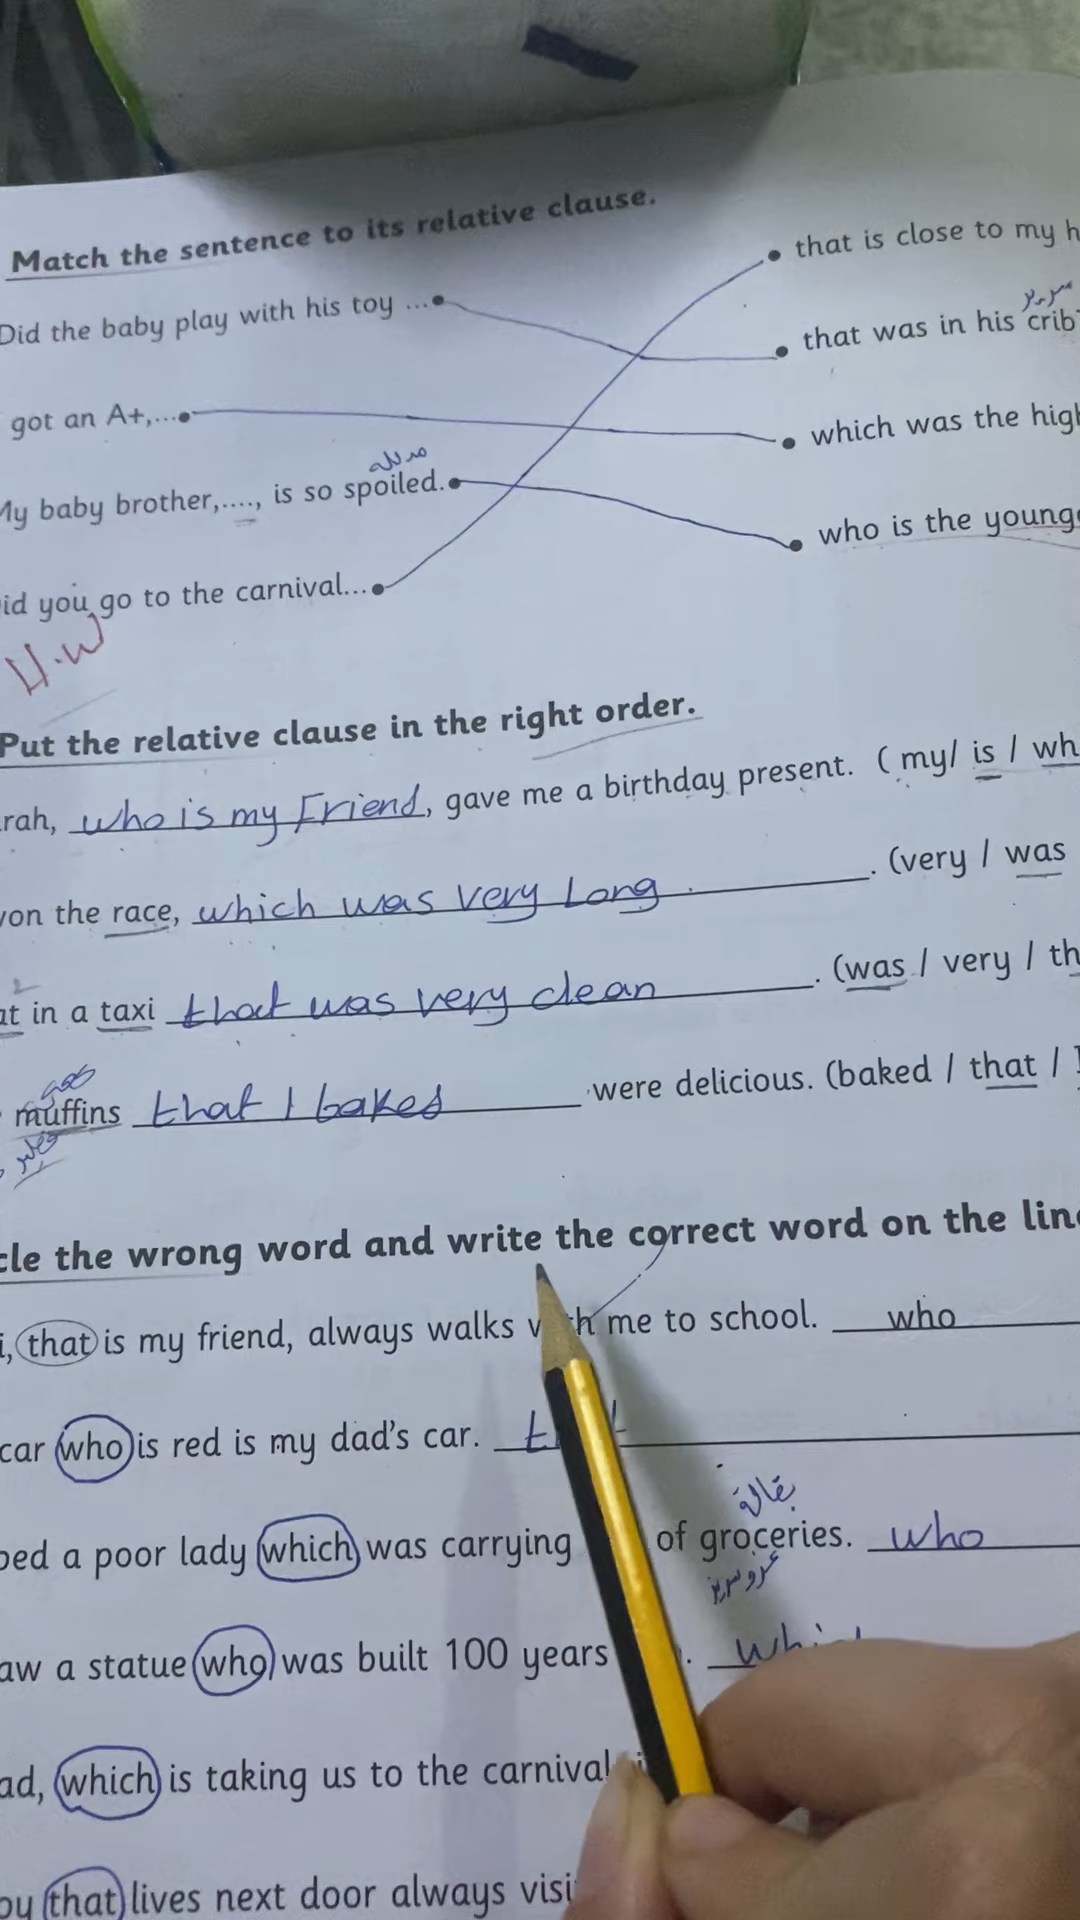 Match the sentence to its relative clause.
that is close to my h
Did the baby play with his toy ...
سرير
that was in his crib
got an A+,...
which was the high
مدللة
My baby brother,...., is so spoiled.
who is the young
id you go to the carnival...
H.W
Put the relative clause in the right order.
rah, who is my Friend, gave me a birthday present. ( my/ is / wh
on the race, which was very Long. (very / was
at in a taxi that was very clean. (was / very / th
muffins that I baked were delicious. (baked / that /
cle the wrong word and write the correct word on the line
i, that is my friend, always walks me to school. who
car who is red is my dad's car.
بقالة
ped a poor lady which was carrying of groceries. who
جروسريز
aw a statue who was built 100 years
ad, which is taking us to the carnival
oy that lives next door always visi